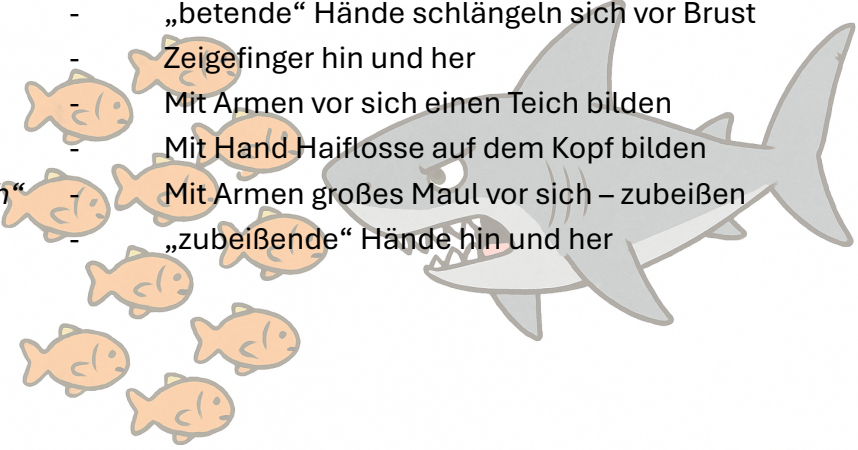 - „betende“ Hände schlängeln sich vor Brust
- Zeigefinger hin und her
- Mit Armen vor sich einen Teich bilden
- Mit Hand Haiflosse auf dem Kopf bilden
n“ - Mit Armen großes Maul vor sich – zubeißen
- „zubeißende“ Hände hin und her